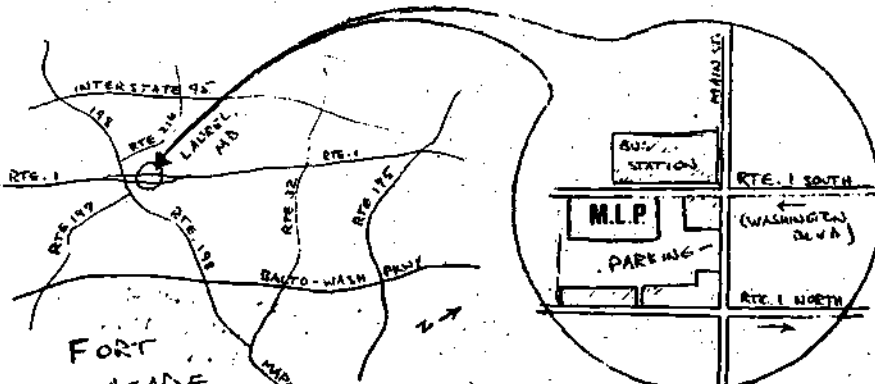 INTERSTATE 95
198
RTE. 216
LAUREL,
MD
RTE. 1
RTE. 1
RTE. 197
RTE. 198
RTE. 32
RTE. 175
BALTO-WASH PKWY
N
FORT
MAIN ST.
BUS
STATION
RTE. 1 SOUTH
M.L.P.
(WASHINGTON
BLVD)
PARKING
RTE. 1 NORTH